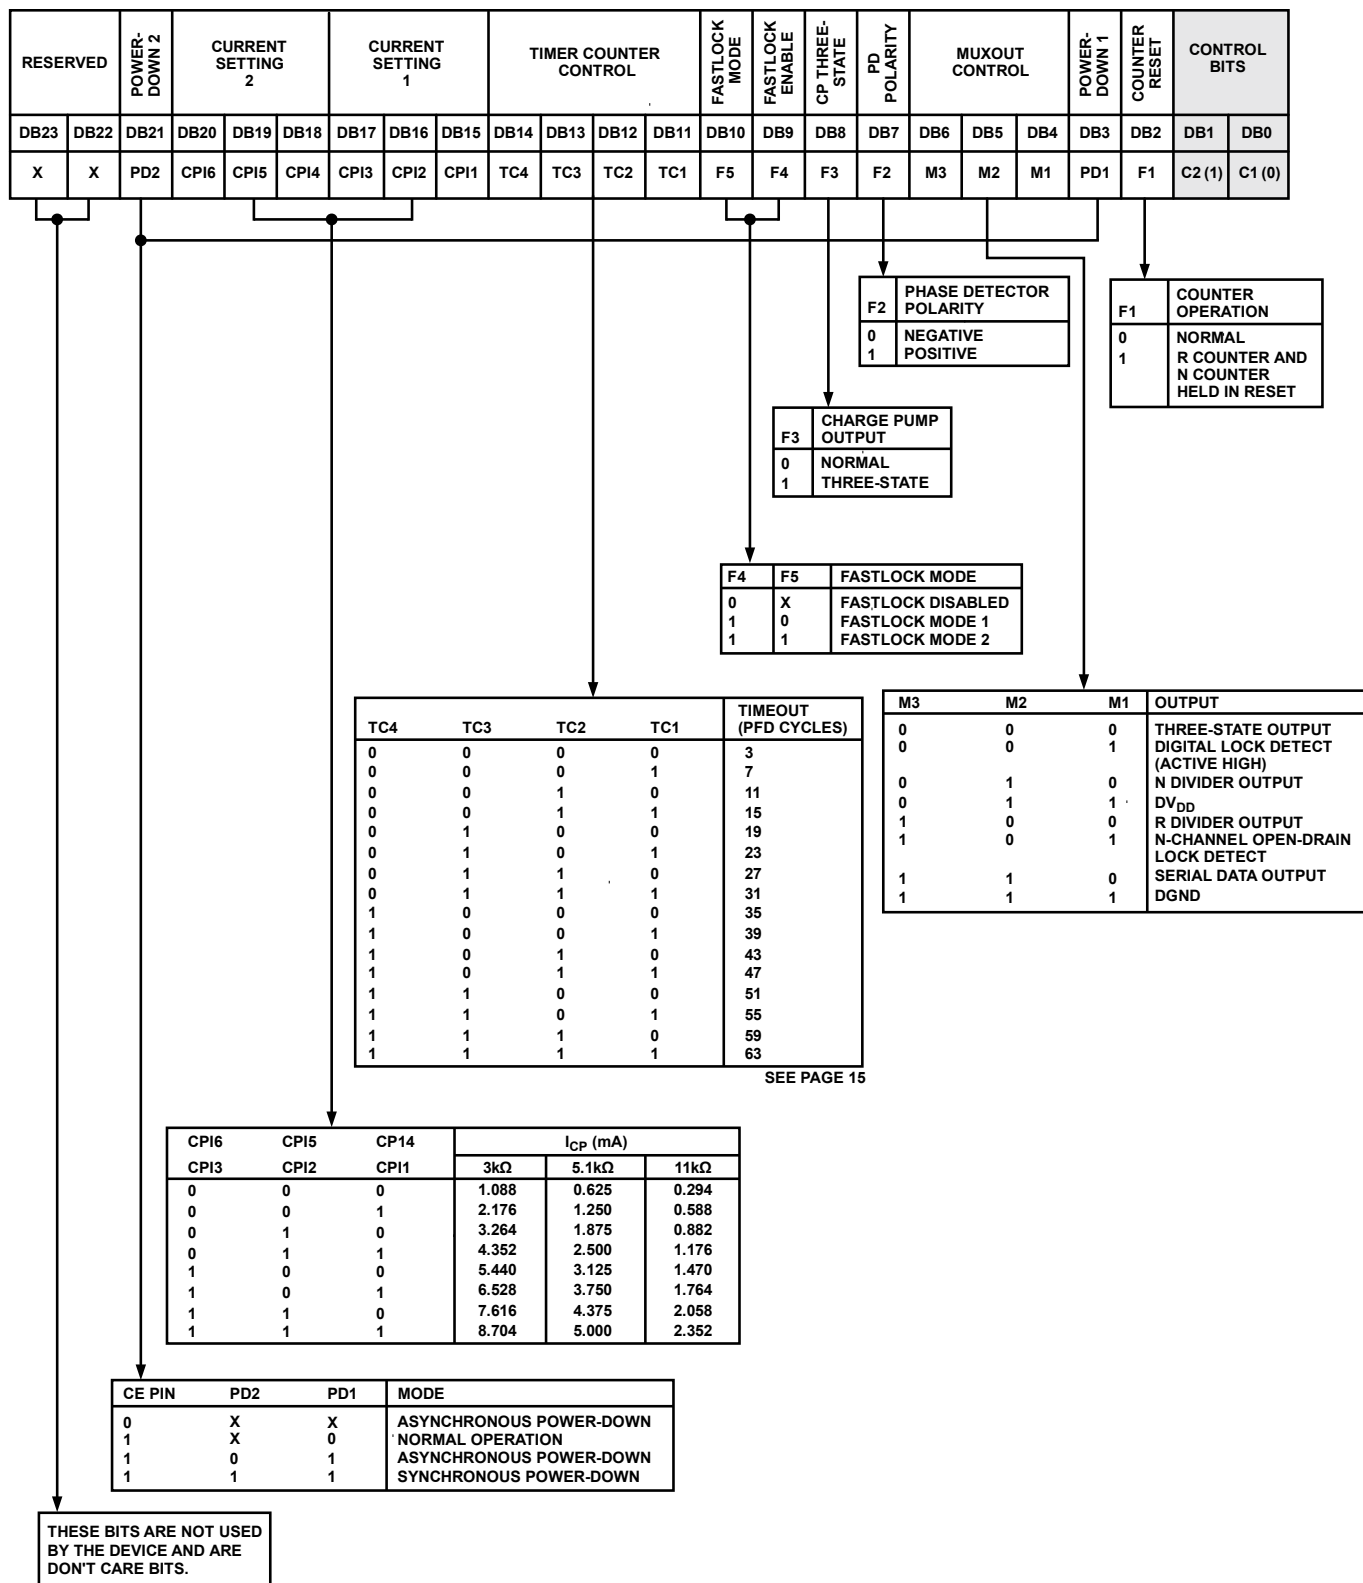 RESERVED
POWER-
DOWN 2
CURRENT
SETTING
2
CURRENT
SETTING
1
TIMER COUNTER
CONTROL
FASTLOCK
MODE
FASTLOCK
ENABLE
CP THREE-
STATE
PD
POLARITY
MUXOUT
CONTROL
POWER-
DOWN 1
COUNTER
RESET
CONTROL
BITS
DB23 DB22 DB21 DB20 DB19 DB18 DB17 DB16 DB15 DB14 DB13 DB12 DB11 DB10 DB9 DB8 DB7 DB6 DB5 DB4 DB3 DB2 DB1 DB0
X X PD2 CPI6 CPI5 CPI4 CPI3 CPI2 CPI1 TC4 TC3 TC2 TC1 F5 F4 F3 F2 M3 M2 M1 PD1 F1 C2 (1) C1 (0)
F2 PHASE DETECTOR
POLARITY
0 NEGATIVE
1 POSITIVE
F1 COUNTER
OPERATION
0 NORMAL
1 R COUNTER AND
N COUNTER
HELD IN RESET
F3 CHARGE PUMP
OUTPUT
0 NORMAL
1 THREE-STATE
F4 F5 FASTLOCK MODE
0 X FASTLOCK DISABLED
1 0 FASTLOCK MODE 1
1 1 FASTLOCK MODE 2
TC4 TC3 TC2 TC1 TIMEOUT
(PFD CYCLES)
0 0 0 0 3
0 0 0 1 7
0 0 1 0 11
0 0 1 1 15
0 1 0 0 19
0 1 0 1 23
0 1 1 0 27
0 1 1 1 31
1 0 0 0 35
1 0 0 1 39
1 0 1 0 43
1 0 1 1 47
1 1 0 0 51
1 1 0 1 55
1 1 1 0 59
1 1 1 1 63
SEE PAGE 15
M3 M2 M1 OUTPUT
0 0 0 THREE-STATE OUTPUT
0 0 1 DIGITAL LOCK DETECT
(ACTIVE HIGH)
0 1 0 N DIVIDER OUTPUT
0 1 1 DVDD
1 0 0 R DIVIDER OUTPUT
1 0 1 N-CHANNEL OPEN-DRAIN
LOCK DETECT
1 1 0 SERIAL DATA OUTPUT
1 1 1 DGND
CPI6 CPI5 CP14 ICP (mA)
CPI3 CPI2 CPI1 3kΩ 5.1kΩ 11kΩ
0 0 0 1.088 0.625 0.294
0 0 1 2.176 1.250 0.588
0 1 0 3.264 1.875 0.882
0 1 1 4.352 2.500 1.176
1 0 0 5.440 3.125 1.470
1 0 1 6.528 3.750 1.764
1 1 0 7.616 4.375 2.058
1 1 1 8.704 5.000 2.352
CE PIN PD2 PD1 MODE
0 X X ASYNCHRONOUS POWER-DOWN
1 X 0 NORMAL OPERATION
1 0 1 ASYNCHRONOUS POWER-DOWN
1 1 1 SYNCHRONOUS POWER-DOWN
THESE BITS ARE NOT USED
BY THE DEVICE AND ARE
DON'T CARE BITS.